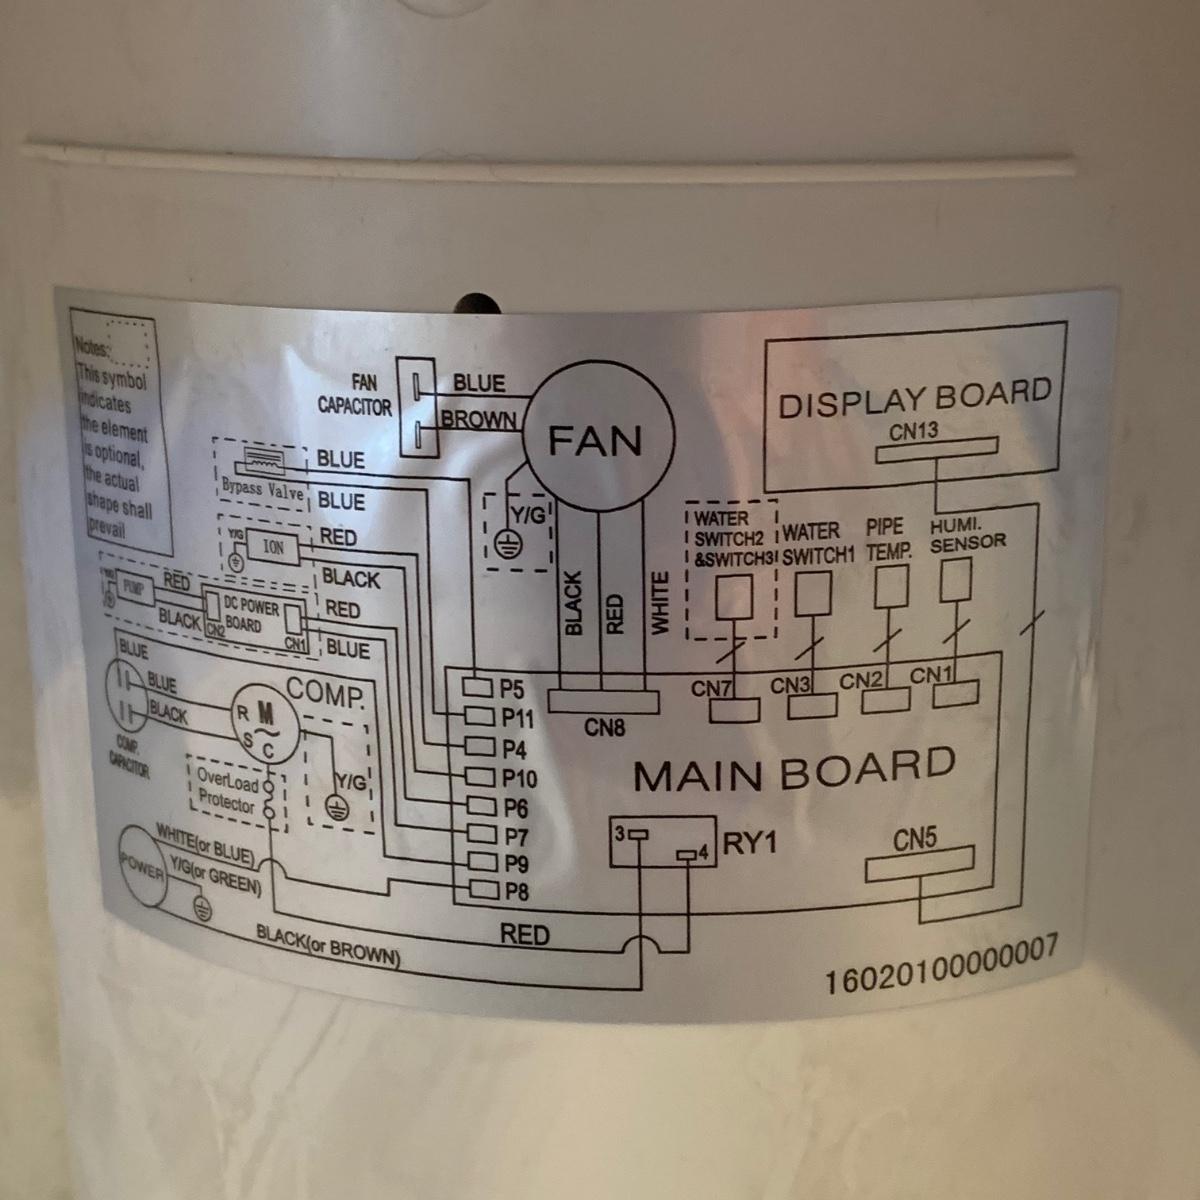 Notes:
This symbol
indicates
the element
is optional,
the actual
shape shall
prevail
FAN
CAPACITOR
BLUE
BROWN
FAN
DISPLAY BOARD
CN13
BLUE
Bypass Valve
BLUE
Y/G
ION
RED
BLACK
Y/G
BLACK
RED
WHITE
WATER
SWITCH2
&SWITCH3
WATER
SWITCH1
PIPE
TEMP.
HUMI.
SENSOR
PUMP
RED
BLACK
CN2
DC POWER
BOARD
CN1
RED
BLUE
BLUE
BLUE
BLACK
COMP.
CAPACITOR
R M
S C
COMP.
OverLoad
Protector
Y/G
P5
P11
P4
P10
P6
P7
P9
P8
CN8
CN7
CN3
CN2
CN1
MAIN BOARD
3
4
RY1
CN5
POWER
WHITE(or BLUE)
Y/G(or GREEN)
BLACK(or BROWN)
RED
16020100000007